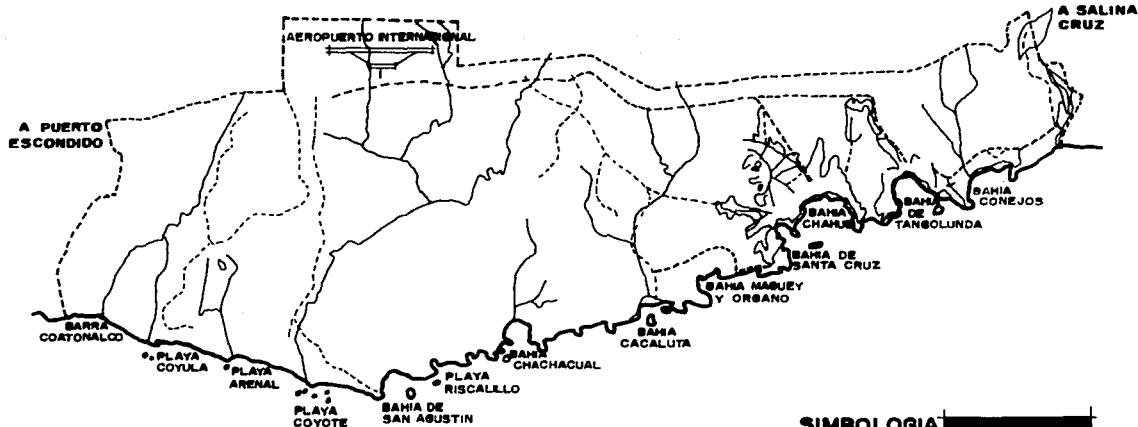 A SALINA
CRUZ
AEROPUERTO INTERNACIONAL
A PUERTO
ESCONDIDO
BAHIA
CONEJOS
BAHIA
DE
TANGOLUNDA
BAHIA
CHAHUE
BAHIA DE
SANTA CRUZ
BAHIA MAGUEY
Y ORGANO
BAHIA
CACALUTA
BAHIA
CHACHACUAL
PLAYA
RISCALILLO
BAHIA DE
SAN AGUSTIN
PLAYA
COYOTE
PLAYA
ARENAL
PLAYA
COYULA
BARRA
COATONALCO
SIMBOLOGIA